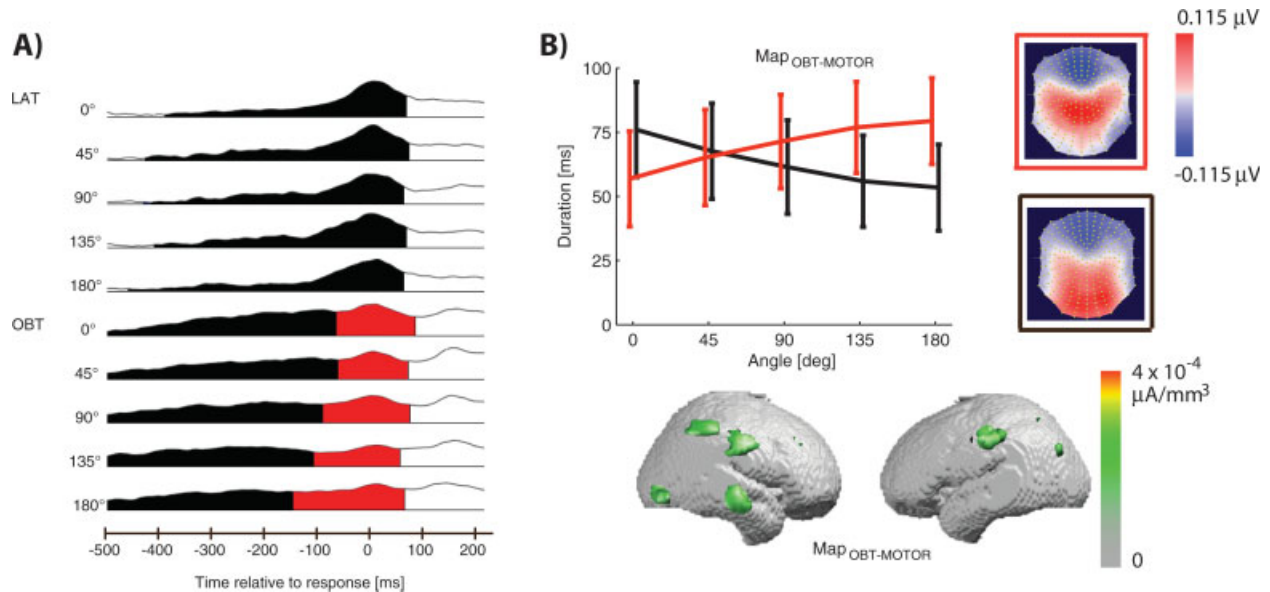 A)
LAT
0°
45°
90°
135°
180°
OBT
0°
45°
90°
135°
180°
-500 -400 -300 -200 -100 0 100 200
Time relative to response [ms]
B)
Map OBT-MOTOR
100
75
50
25
0
Duration [ms]
0 45 90 135 180
Angle [deg]
0.115 µV
-0.115 µV
4 x 10-4
µA/mm3
0
Map OBT-MOTOR